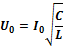 U₀ = I₀√(C/L)